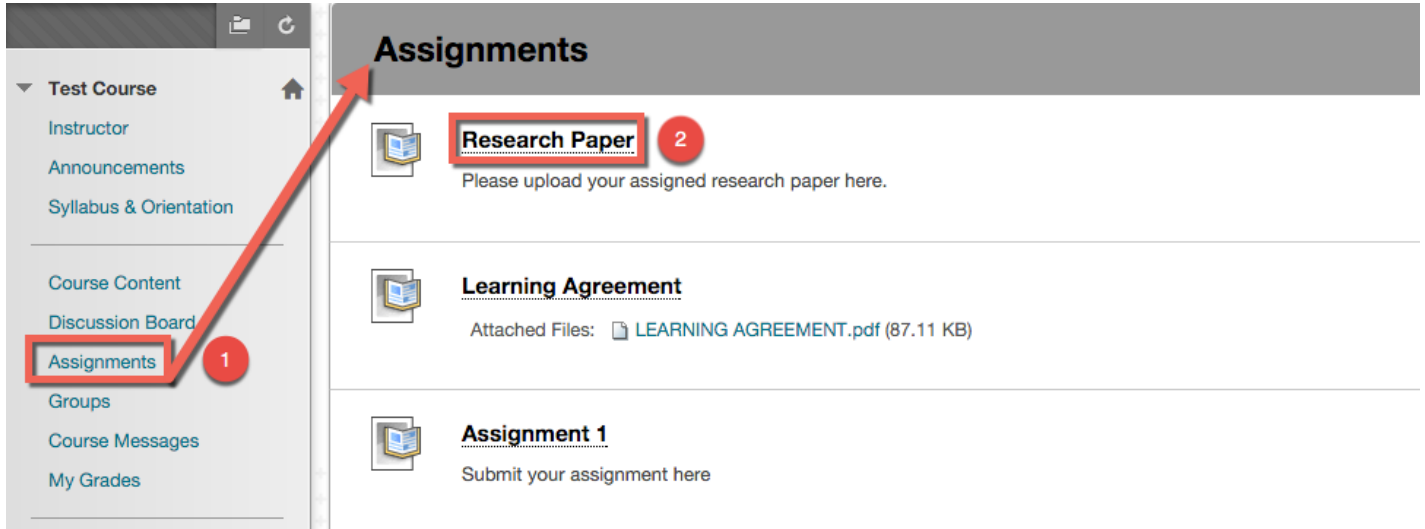 Test Course
Instructor
Announcements
Syllabus & Orientation
Course Content
Discussion Board
Assignments
1
Groups
Course Messages
My Grades
Assignments
Research Paper
2
Please upload your assigned research paper here.
Learning Agreement
Attached Files: LEARNING AGREEMENT.pdf (87.11 KB)
Assignment 1
Submit your assignment here